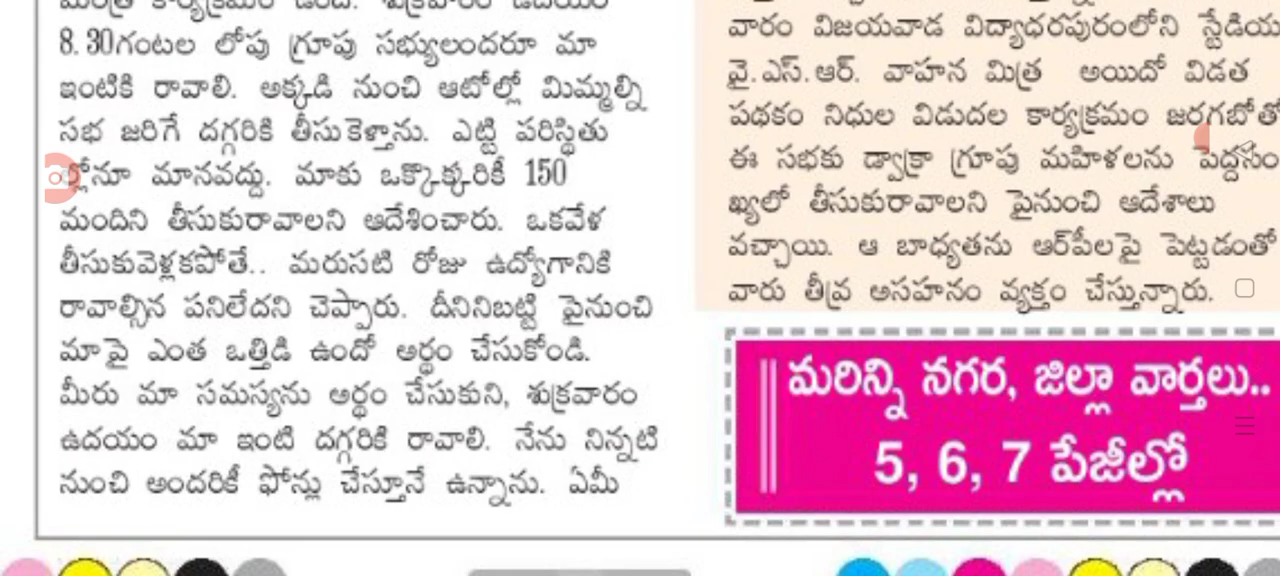 8.30గంటల లోపు గ్రూపు సభ్యులందరూ మా
ఇంటికి రావాలి. అక్కడి నుంచి ఆటోల్లో మిమ్మల్ని
సభ జరిగే దగ్గరికి తీసుకెళ్తాను. ఎట్టి పరిస్థితు
ల్లోనూ మానవద్దు. మాకు ఒక్కొక్కరికీ 150
మందిని తీసుకురావాలని ఆదేశించారు. ఒకవేళ
తీసుకువెళ్లకపోతే.. మరుసటి రోజు ఉద్యోగానికి
రావాల్సిన పనిలేదని చెప్పారు. దీనినిబట్టి పైనుంచి
మాపై ఎంత ఒత్తిడి ఉందో అర్థం చేసుకోండి.
మీరు మా సమస్యను అర్థం చేసుకుని, శుక్రవారం
ఉదయం మా ఇంటి దగ్గరికి రావాలి. నేను నిన్నటి
నుంచి అందరికీ ఫోన్లు చేస్తూనే ఉన్నాను. ఏమీ
వారం విజయవాడ విద్యాధరపురంలోని స్టేడియ
వై.ఎస్.ఆర్. వాహన మిత్ర అయిదో విడత
పథకం నిధుల విడుదల కార్యక్రమం జరగబోతో
ఈ సభకు డ్వాక్రా గ్రూపు మహిళలను పెద్దసం
ఖ్యలో తీసుకురావాలని పైనుంచి ఆదేశాలు
వచ్చాయి. ఆ బాధ్యతను ఆర్‌పీలపై పెట్టడంతో
వారు తీవ్ర అసహనం వ్యక్తం చేస్తున్నారు.
మరిన్ని నగర, జిల్లా వార్తలు..
5, 6, 7 పేజీల్లో